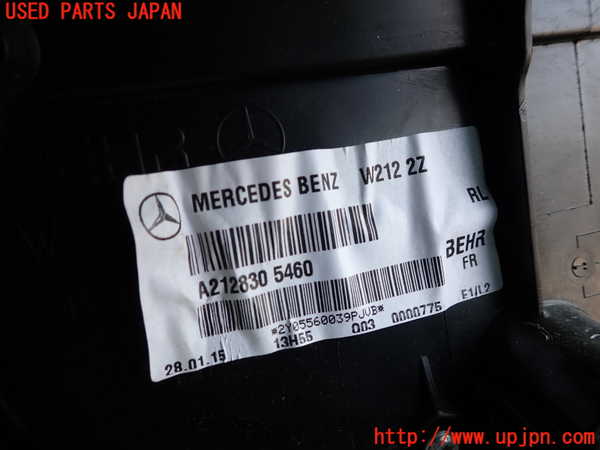 USED PARTS JAPAN
MERCEDES BENZ W212 2Z
RL
A212830 5460
BEHR
FR
*2Y05560039PJVB*
13H55 003 0000775 E1/L2
28.01.15
http://www.upjpn.com/